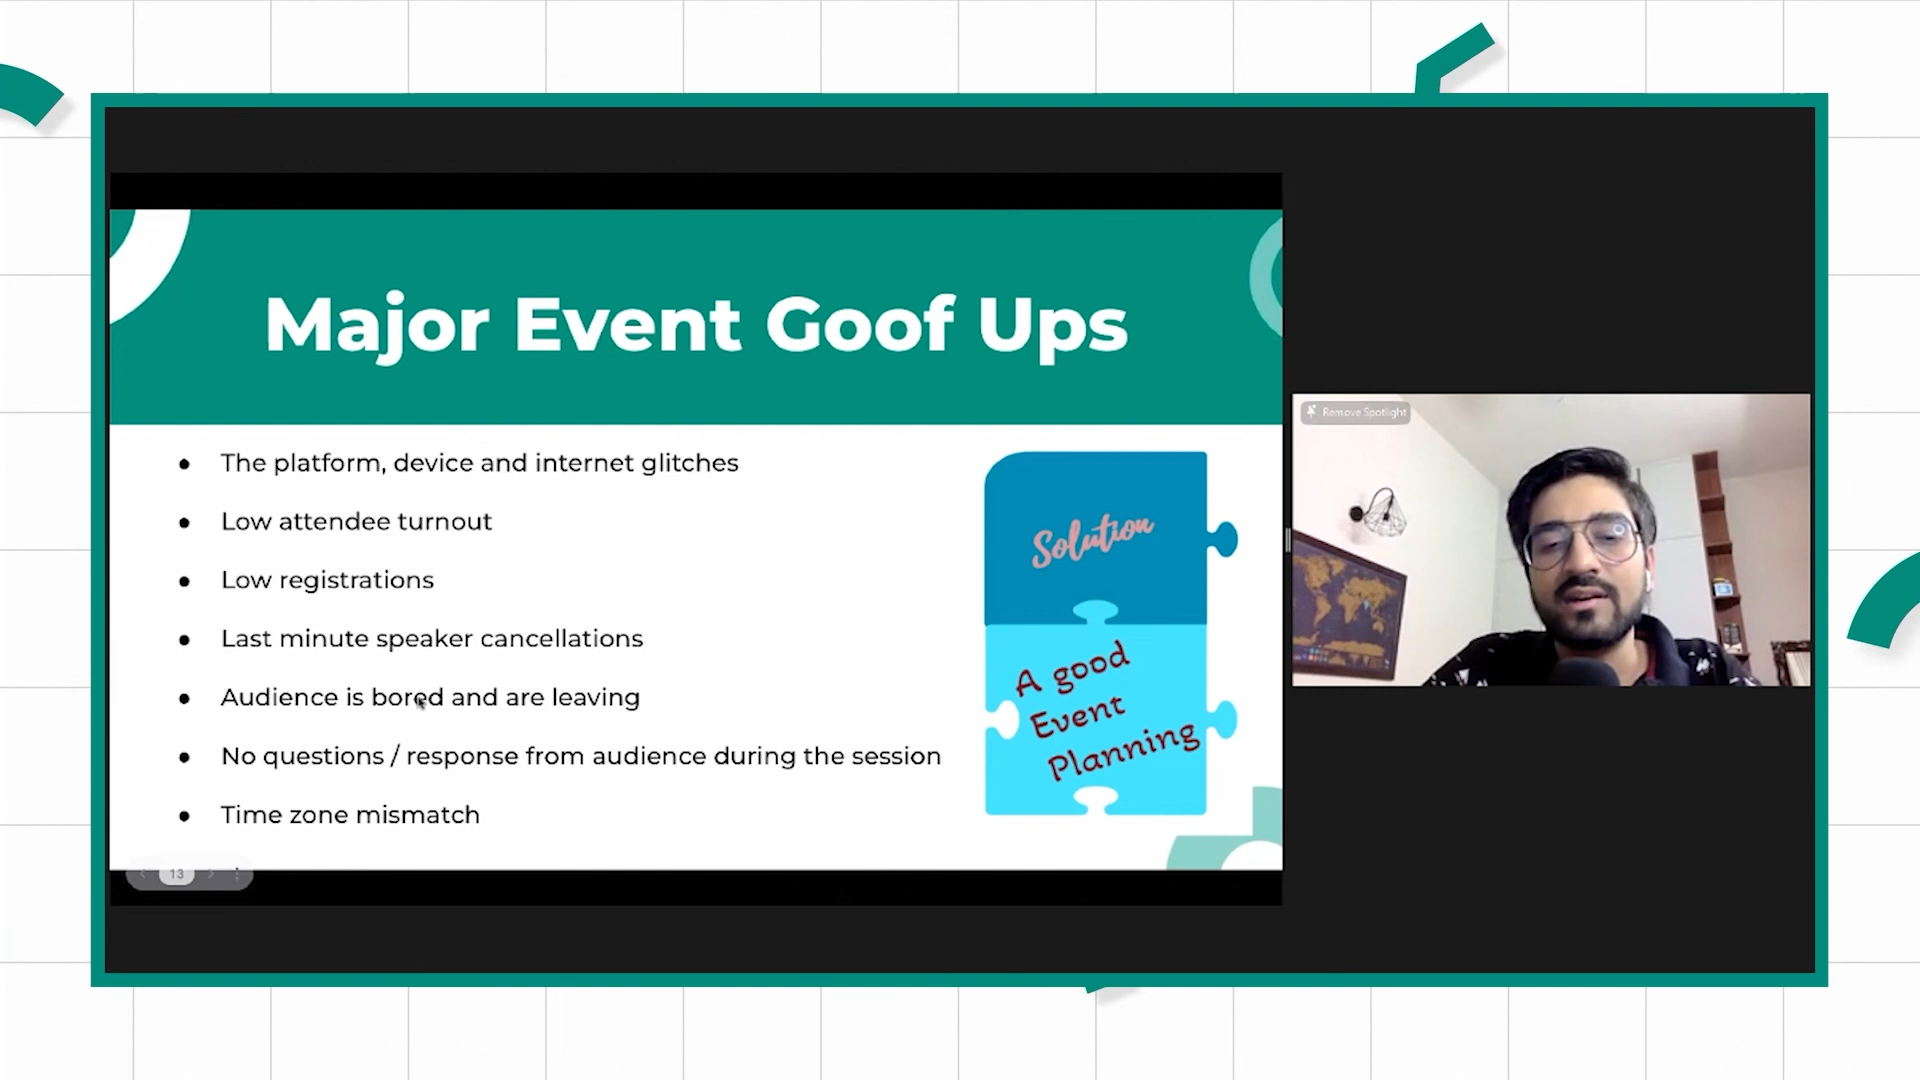 Major Event Goof Ups
● The platform, device and internet glitches
● Low attendee turnout
● Low registrations
● Last minute speaker cancellations
● Audience is bored and are leaving
● No questions / response from audience during the session
● Time zone mismatch
Solution
A good
Event
Planning
13
Remove Spotlight